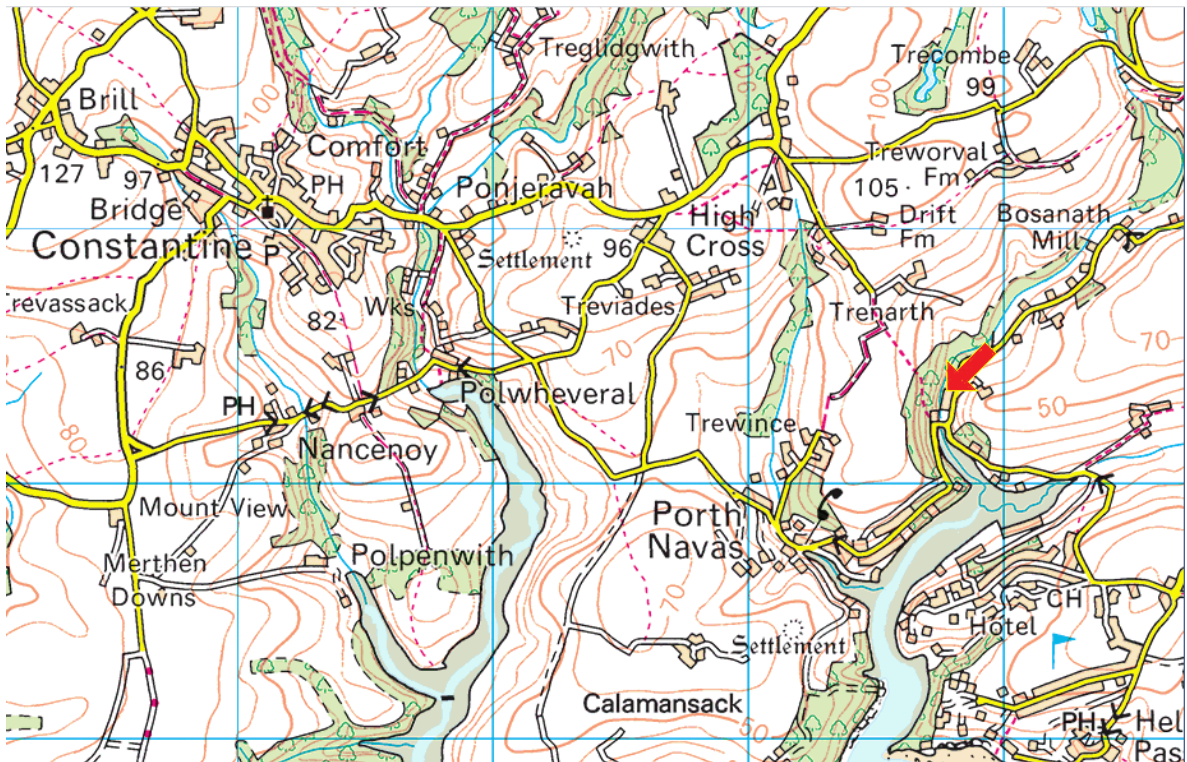 Treglidgwith
Trecombe
99
100
Brill
100
Comfort
127
97
PH
Treworval
Fm
Ponjeravah
105
Bridge
High
Cross
Drift
Fm
Bosanath
Mill
Constantine
P
Settlement
96
Trevassack
Wks
Treviades
Trenarth
82
70
70
86
PH
Polwheveral
50
80
Nancenoy
Trewince
Mount View
Porth
Navas
Polpenwith
Merthen
Downs
70
CH
Hotel
Settlement
Calamansack
50
PH
Hel
Pas